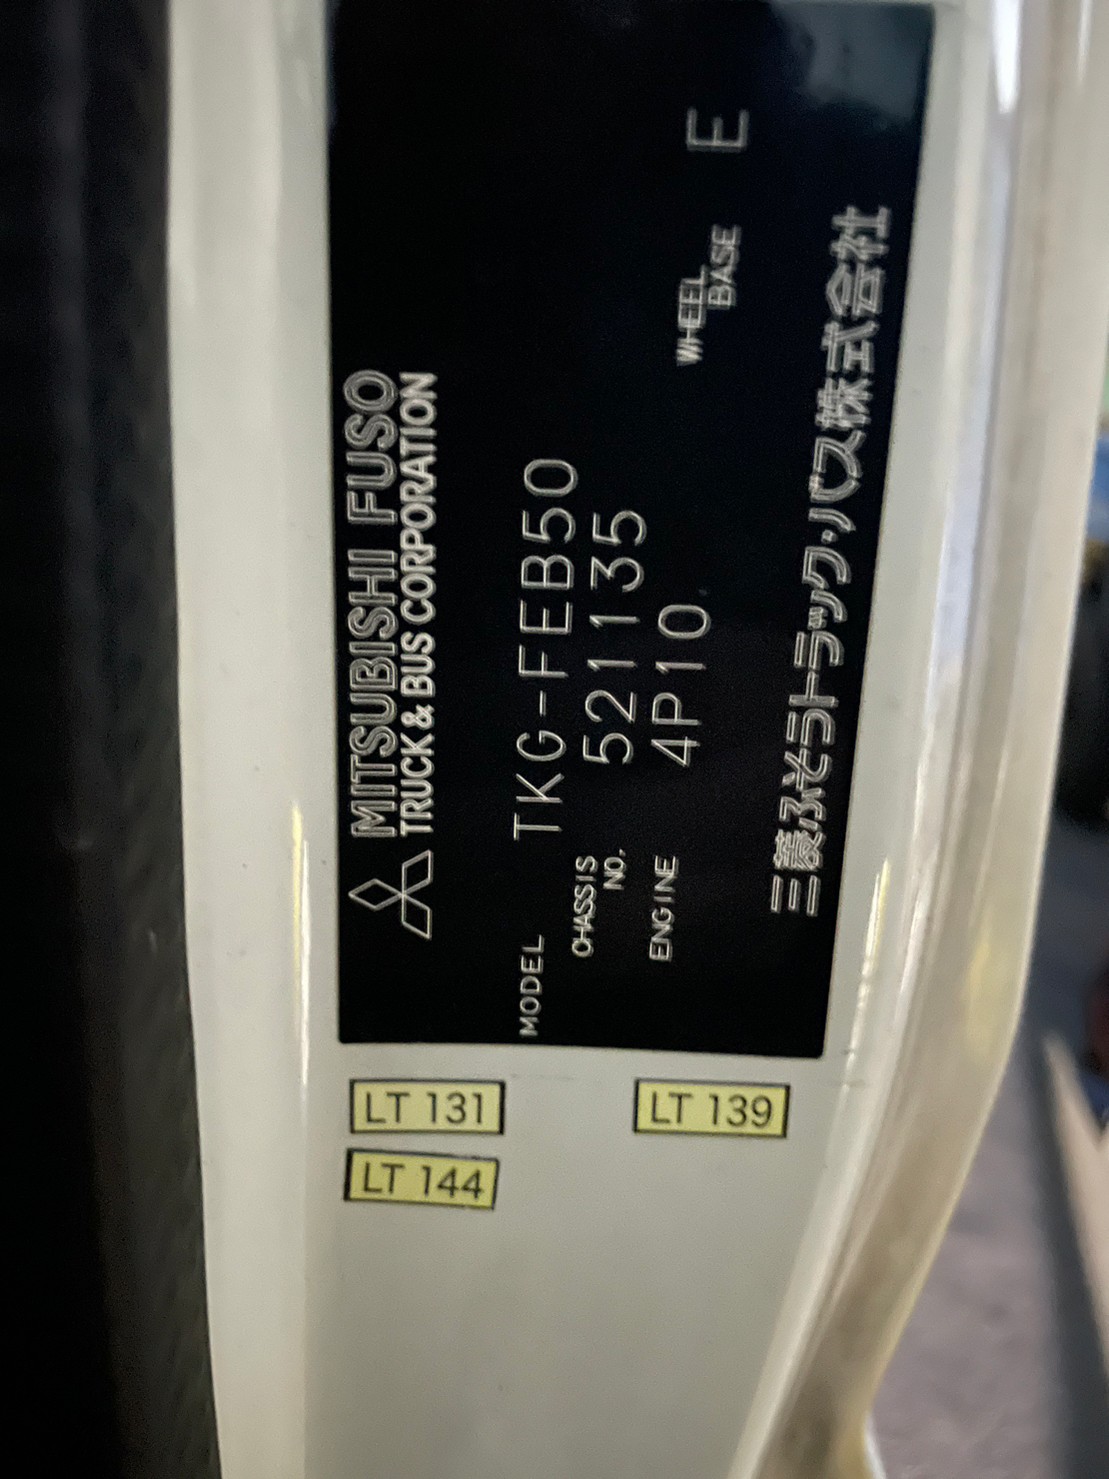 MITSUBISHI FUSO
TRUCK & BUS CORPORATION
MODEL TKG-FEB50
CHASSIS NO. 521135
ENGINE 4P10
WHEEL BASE E
三菱ふそうトラック・バス株式会社
LT 131
LT 139
LT 144